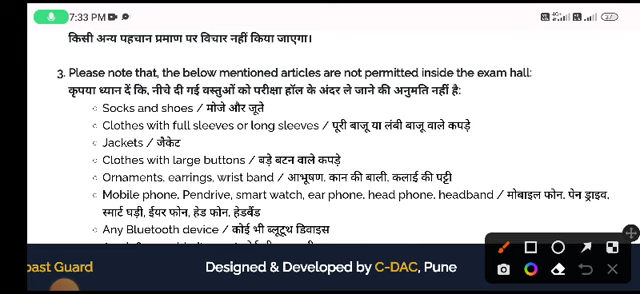 7:33 PM
किसी अन्य पहचान प्रमाण पर विचार नहीं किया जाएगा।
3. Please note that, the below mentioned articles are not permitted inside the exam hall:
कृपया ध्यान दें कि, नीचे दी गई वस्तुओं को परीक्षा हॉल के अंदर ले जाने की अनुमति नहीं है:
Socks and shoes / मोजे और जूते
Clothes with full sleeves or long sleeves / पूरी बाजू या लंबी बाजू वाले कपड़े
Jackets / जैकेट
Clothes with large buttons / बड़े बटन वाले कपड़े
Ornaments, earrings, wrist band / आभूषण, कान की बाली, कलाई की पट्टी
Mobile phone, Pendrive, smart watch, ear phone, head phone, headband / मोबाइल फोन, पेन ड्राइव,
स्मार्ट घड़ी, ईयर फोन, हेड फोन, हेडबैंड
Any Bluetooth device / कोई भी ब्लूटूथ डिवाइस
oast Guard
Designed & Developed by C-DAC, Pune